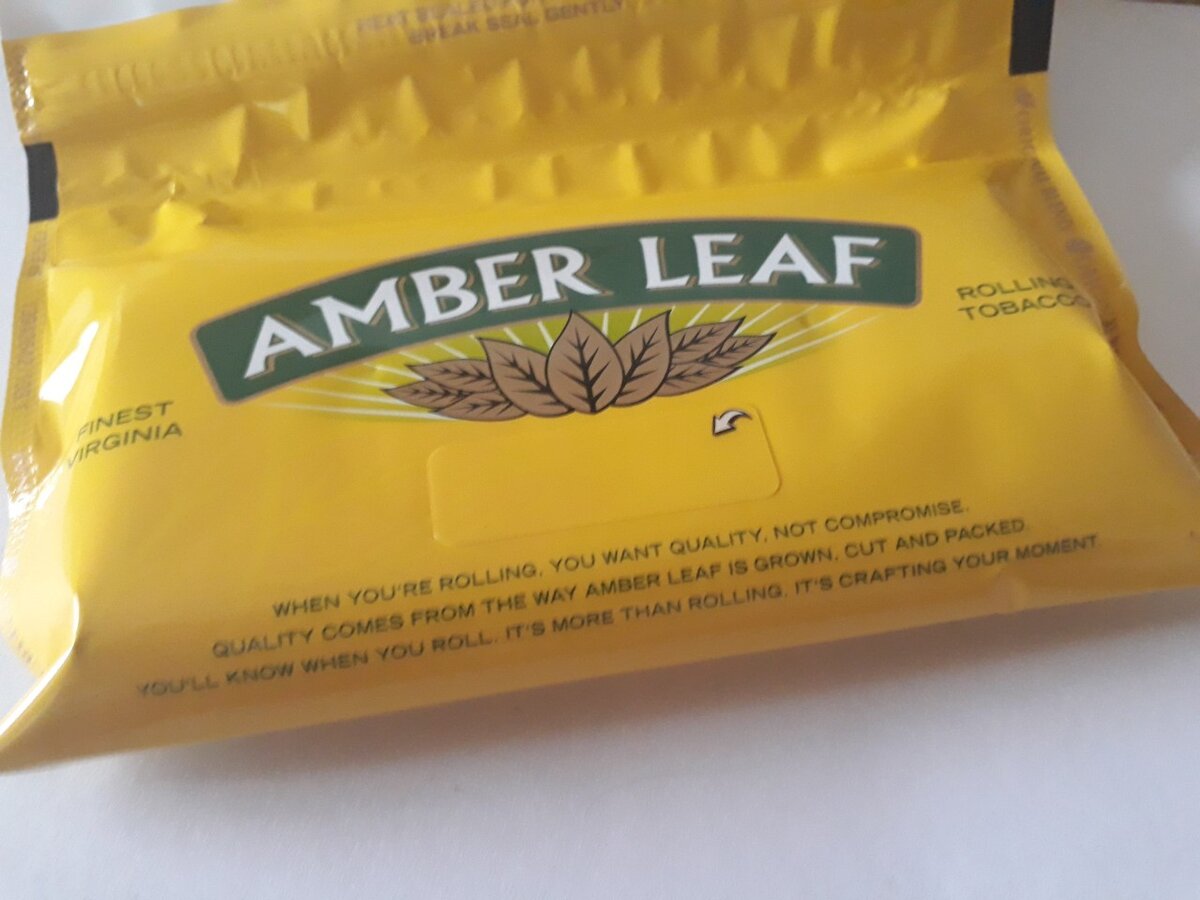 BREAK SEAL GENTLY
AMBER LEAF
ROLLING
TOBACCO
FINEST
VIRGINIA
WHEN YOU'RE ROLLING, YOU WANT QUALITY, NOT COMPROMISE.
QUALITY COMES FROM THE WAY AMBER LEAF IS GROWN, CUT AND PACKED.
YOU'LL KNOW WHEN YOU ROLL. IT'S MORE THAN ROLLING. IT'S CRAFTING YOUR MOMENT